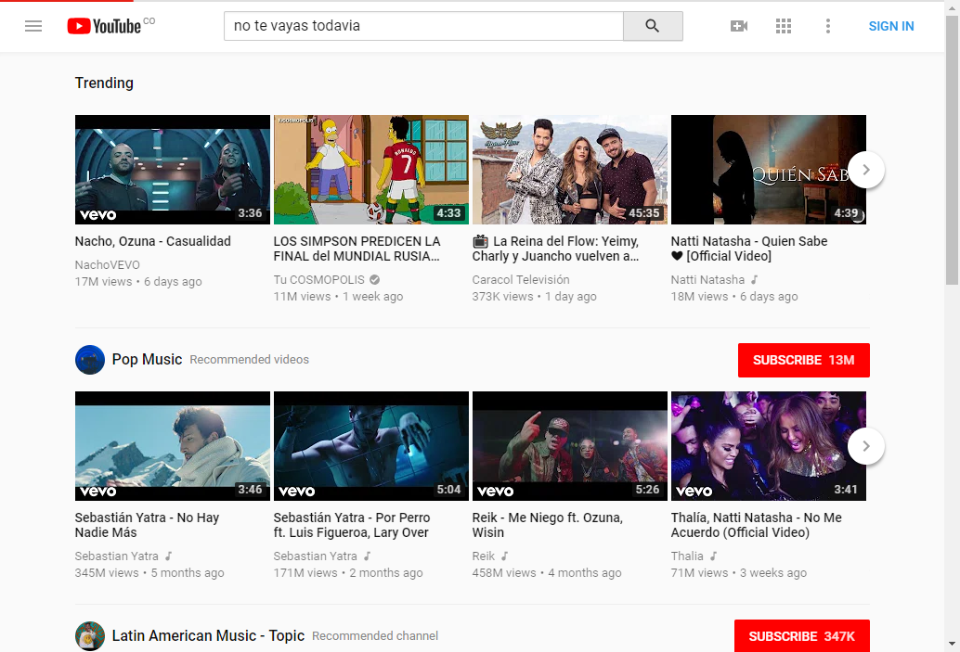 YouTube CO
no te vayas todavia
SIGN IN
Trending
vevo
3:36
4:33
45:35
QUIÉN SAB
4:39
Nacho, Ozuna - Casualidad
LOS SIMPSON PREDICEN LA
FINAL del MUNDIAL RUSIA...
La Reina del Flow: Yeimy,
Charly y Juancho vuelven a...
Natti Natasha - Quien Sabe
🖤 [Official Video]
NachoVEVO
17M views • 6 days ago
Tu COSMOPOLIS
11M views • 1 week ago
Caracol Televisión
373K views • 1 day ago
Natti Natasha
18M views • 6 days ago
Pop Music Recommended videos
SUBSCRIBE 13M
vevo
3:46
vevo
5:04
vevo
5:26
vevo
3:41
Sebastián Yatra - No Hay
Nadie Más
Sebastián Yatra - Por Perro
ft. Luis Figueroa, Lary Over
Reik - Me Niego ft. Ozuna,
Wisin
Thalía, Natti Natasha - No Me
Acuerdo (Official Video)
Sebastian Yatra
345M views • 5 months ago
Sebastian Yatra
171M views • 2 months ago
Reik
458M views • 4 months ago
Thalia
71M views • 3 weeks ago
Latin American Music - Topic Recommended channel
SUBSCRIBE 347K